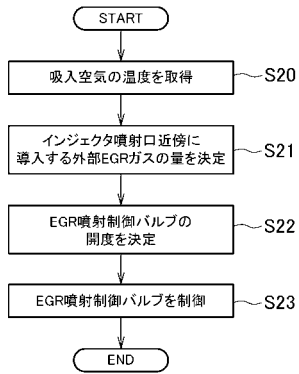 START
吸入空気の温度を取得
S20
インジェクタ噴射口近傍に
導入する外部EGRガスの量を決定
S21
EGR噴射制御バルブの
開度を決定
S22
EGR噴射制御バルブを制御
S23
END